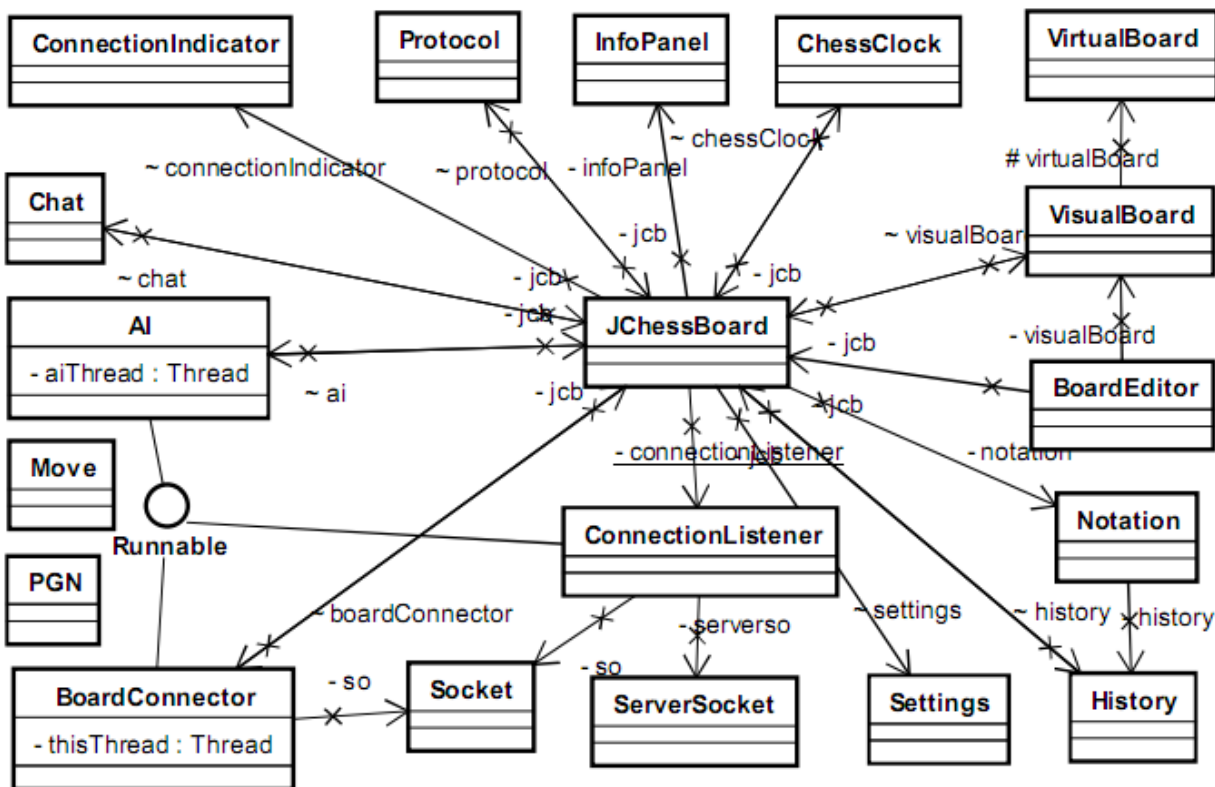 ConnectionIndicator
Protocol
InfoPanel
ChessClock
VirtualBoard
~ connectionIndicator
~ protocol
- infoPanel
~ chessClock
# virtualBoard
Chat
VisualBoard
~ chat
- jcb
- jcb
- jcb
~ visualBoard
- jcb
- jcb
AI
- aiThread : Thread
JChessBoard
- jcb
- visualBoard
BoardEditor
~ ai
- jcb
- jcb
Move
- connectionListener
- jcb
- notation
Runnable
ConnectionListener
Notation
PGN
~ boardConnector
- serverso
~ settings
~ history
history
BoardConnector
- thisThread : Thread
- so
Socket
- so
ServerSocket
Settings
History